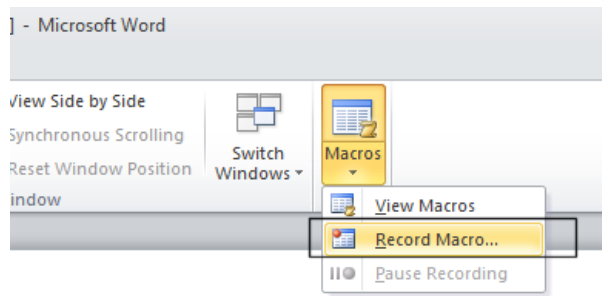 ] - Microsoft Word
View Side by Side
Synchronous Scrolling
Reset Window Position
indow
Switch
Windows
Macros
View Macros
Record Macro...
Pause Recording